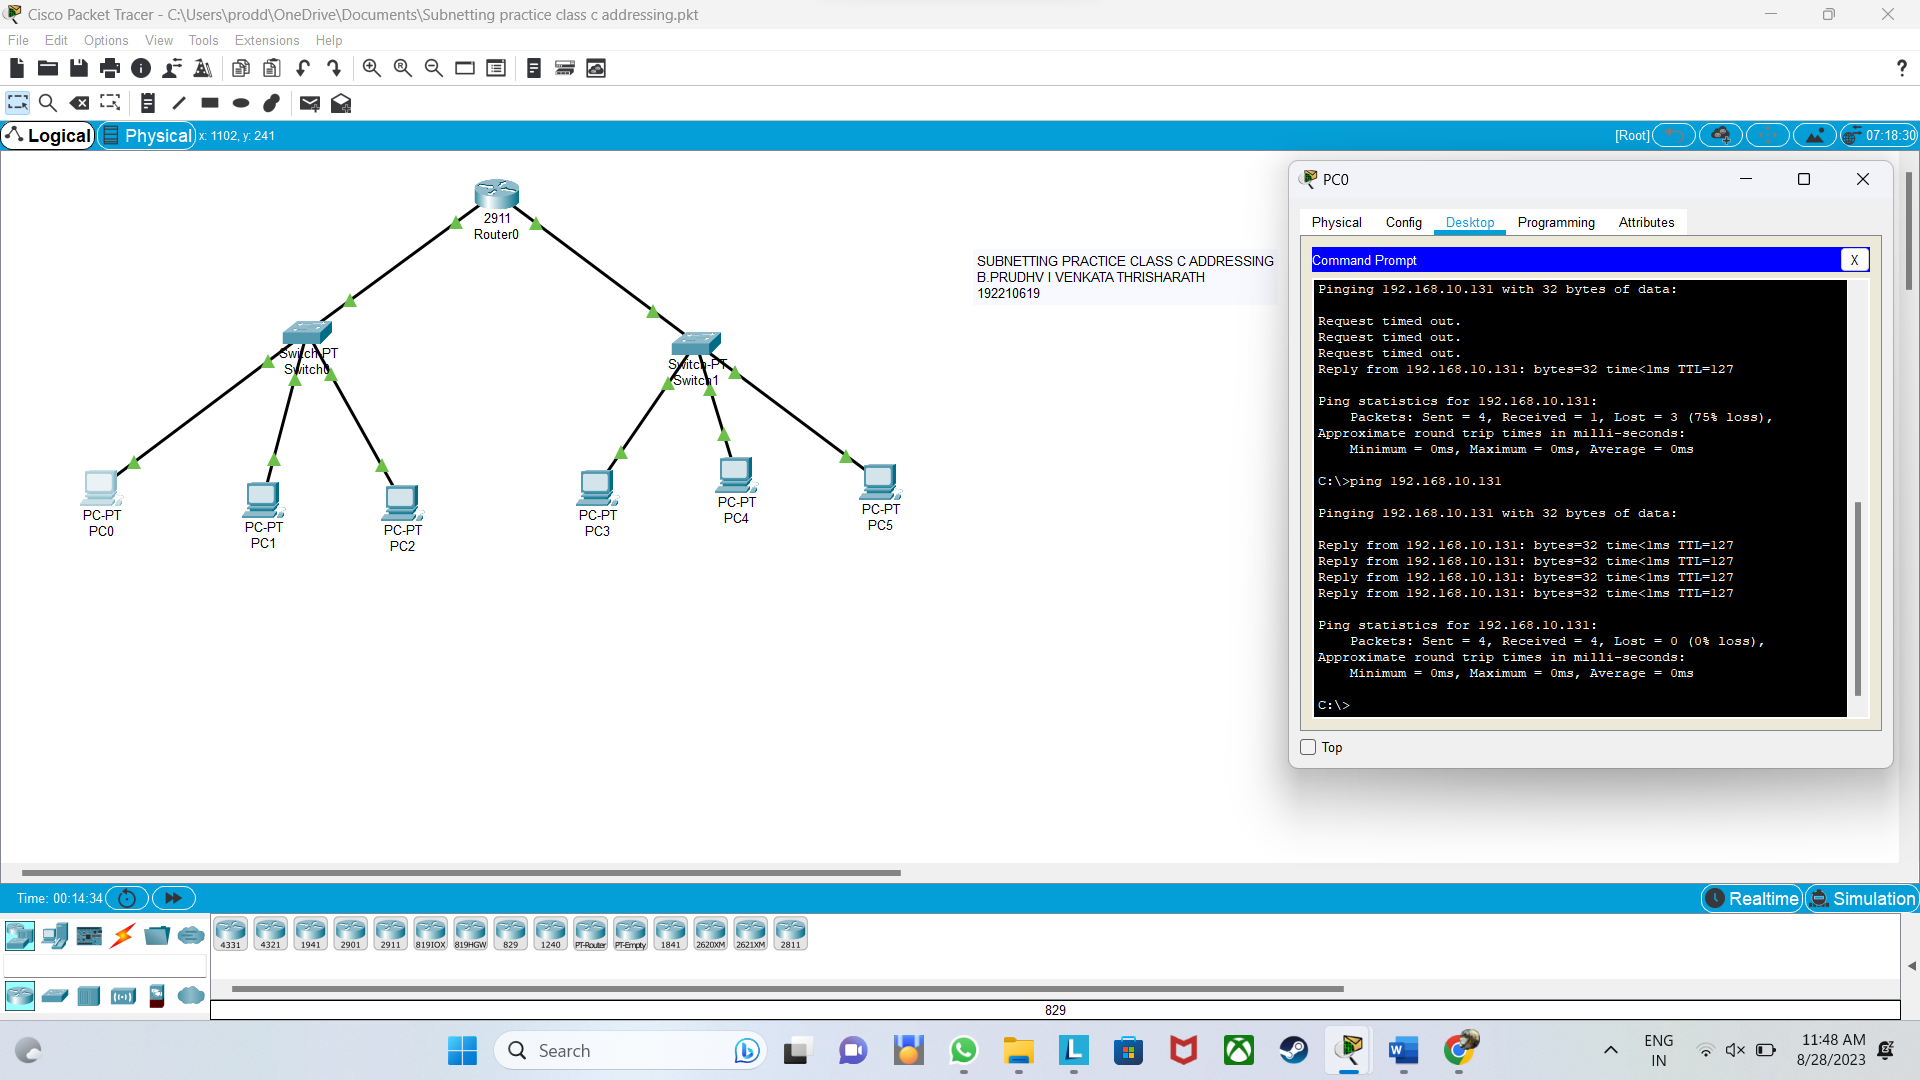 Cisco Packet Tracer - C:\Users\prodd\OneDrive\Documents\Subnetting practice class c addressing.pkt
File Edit Options View Tools Extensions Help
?
Logical Physical x: 1102, y: 241
[Root] 07:18:30
2911
Router0
Switch-PT
Switch0
Switch-PT
Switch1
PC-PT
PC0
PC-PT
PC1
PC-PT
PC2
PC-PT
PC3
PC-PT
PC4
PC-PT
PC5
SUBNETTING PRACTICE CLASS C ADDRESSING
B.PRUDHV I VENKATA THRISHARATH
192210619
PC0
Physical Config Desktop Programming Attributes
Command Prompt X
Pinging 192.168.10.131 with 32 bytes of data:
Request timed out.
Request timed out.
Request timed out.
Reply from 192.168.10.131: bytes=32 time<1ms TTL=127
Ping statistics for 192.168.10.131:
Packets: Sent = 4, Received = 1, Lost = 3 (75% loss),
Approximate round trip times in milli-seconds:
Minimum = 0ms, Maximum = 0ms, Average = 0ms
C:\>ping 192.168.10.131
Pinging 192.168.10.131 with 32 bytes of data:
Reply from 192.168.10.131: bytes=32 time<1ms TTL=127
Reply from 192.168.10.131: bytes=32 time<1ms TTL=127
Reply from 192.168.10.131: bytes=32 time<1ms TTL=127
Reply from 192.168.10.131: bytes=32 time<1ms TTL=127
Ping statistics for 192.168.10.131:
Packets: Sent = 4, Received = 4, Lost = 0 (0% loss),
Approximate round trip times in milli-seconds:
Minimum = 0ms, Maximum = 0ms, Average = 0ms
C:\>
Top
Time: 00:14:34
Realtime Simulation
4331 4321 1941 2901 2911 819IOX 819HGW 829 1240 PT-Router PT-Empty 1841 2620XM 2621XM 2811
829
Search
ENG
IN
11:48 AM
8/28/2023